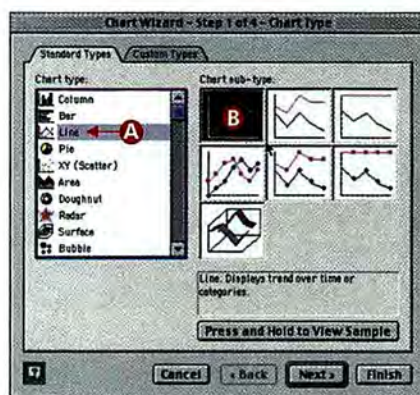 Chart Wizard - Step 1 of 4 - Chart Type
Standard Types
Custom Types
Chart type:
Column
Bar
Line
A
Pie
XY (Scatter)
Area
Doughnut
Radar
Surface
Bubble
Chart sub-type:
B
Line. Displays trend over time or
categories.
Press and Hold to View Sample
?
Cancel
< Back
Next >
Finish